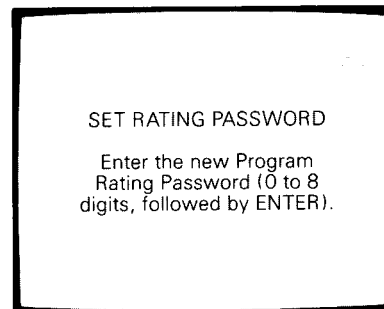 SET RATING PASSWORD
Enter the new Program
Rating Password (0 to 8
digits, followed by ENTER).